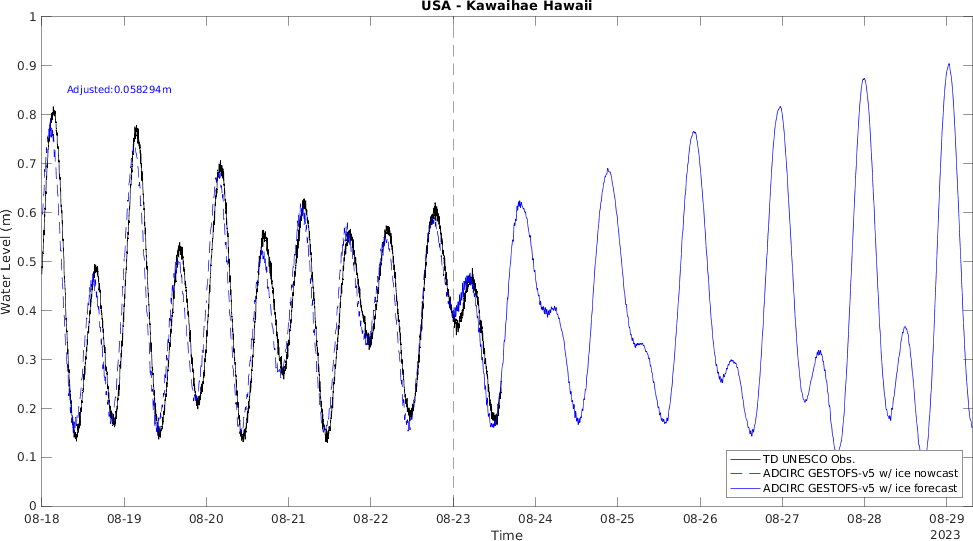 USA - Kawaihae Hawaii
1
0.9
Adjusted:0.058294m
0.8
0.7
0.6
0.5
0.4
0.3
0.2
0.1
0
Water Level (m)
TD UNESCO Obs.
ADCIRC GESTOFS-v5 w/ ice nowcast
ADCIRC GESTOFS-v5 w/ ice forecast
08-18 08-19 08-20 08-21 08-22 08-23 08-24 08-25 08-26 08-27 08-28 08-29
2023
Time